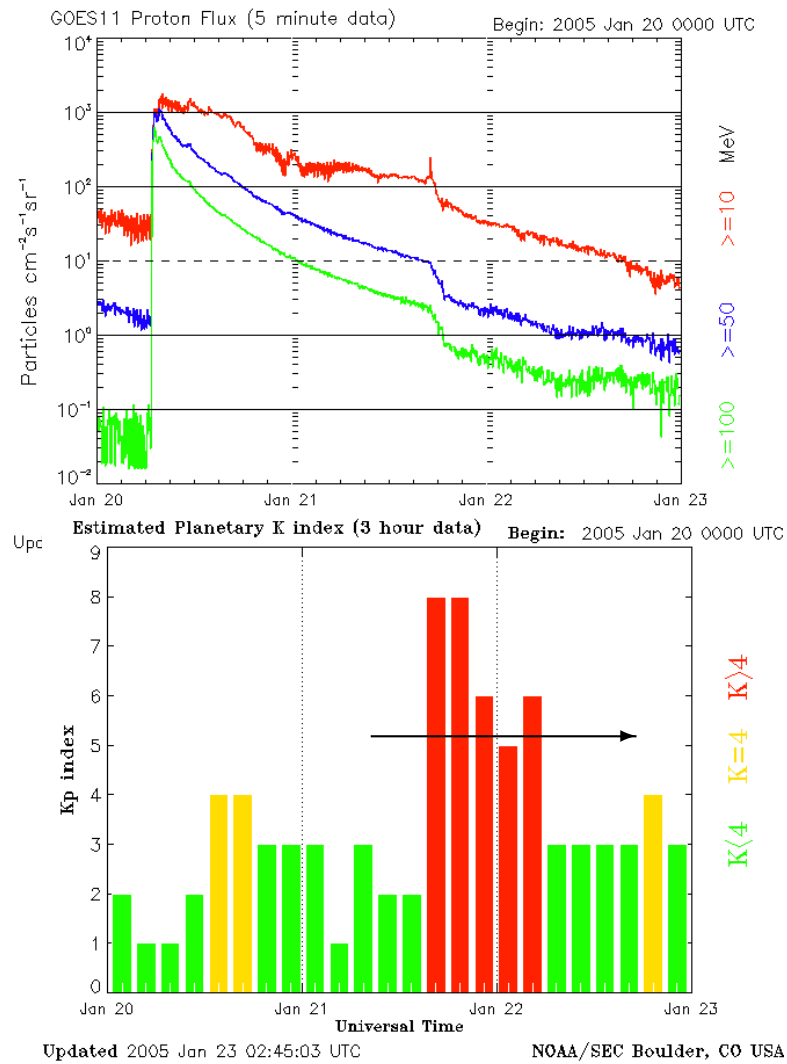 GOES11 Proton Flux (5 minute data) Begin: 2005 Jan 20 0000 UTC
10⁴
10³
10²
10¹
10⁰
10⁻¹
10⁻²
Particles cm⁻²s⁻¹sr⁻¹
Jan 20 Jan 21 Jan 22 Jan 23
>=100 >=50 >=10 MeV
Upc
Estimated Planetary K index (3 hour data) Begin: 2005 Jan 20 0000 UTC
9
8
7
6
5
4
3
2
1
0
Kp index
K<4 K=4 K>4
Jan 20 Jan 21 Jan 22 Jan 23
Universal Time
Updated 2005 Jan 23 02:45:03 UTC NOAA/SEC Boulder, CO USA